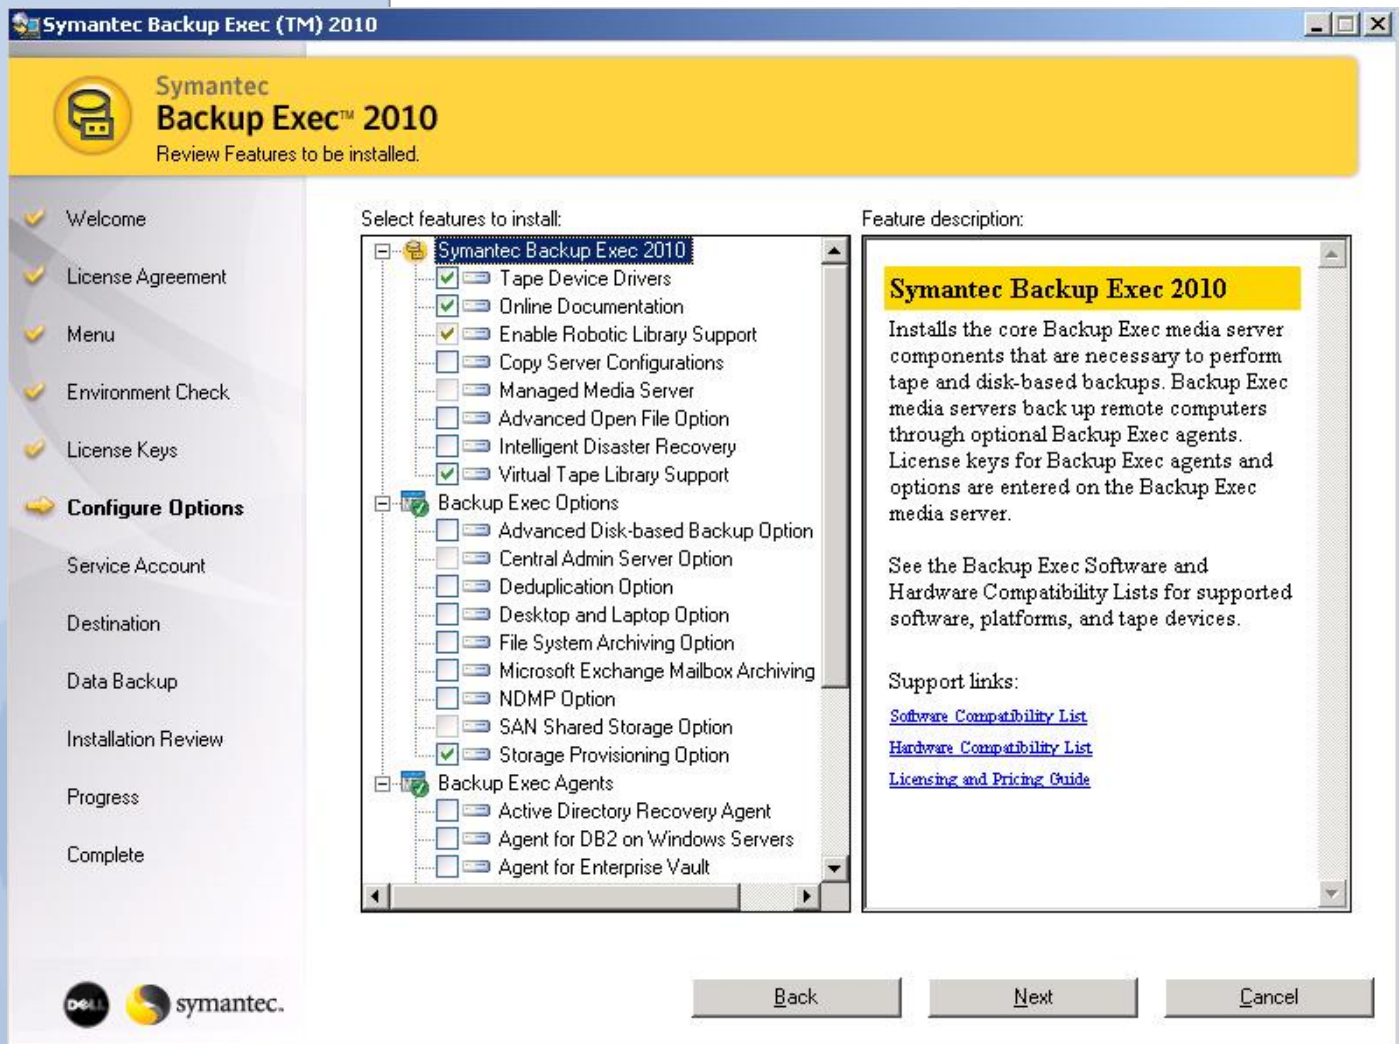 Symantec Backup Exec (TM) 2010
Symantec
Backup Exec™ 2010
Review Features to be installed.
Welcome
License Agreement
Menu
Environment Check
License Keys
Configure Options
Service Account
Destination
Data Backup
Installation Review
Progress
Complete
Select features to install:
Symantec Backup Exec 2010
Tape Device Drivers
Online Documentation
Enable Robotic Library Support
Copy Server Configurations
Managed Media Server
Advanced Open File Option
Intelligent Disaster Recovery
Virtual Tape Library Support
Backup Exec Options
Advanced Disk-based Backup Option
Central Admin Server Option
Deduplication Option
Desktop and Laptop Option
File System Archiving Option
Microsoft Exchange Mailbox Archiving
NDMP Option
SAN Shared Storage Option
Storage Provisioning Option
Backup Exec Agents
Active Directory Recovery Agent
Agent for DB2 on Windows Servers
Agent for Enterprise Vault
Feature description:
Symantec Backup Exec 2010
Installs the core Backup Exec media server
components that are necessary to perform
tape and disk-based backups. Backup Exec
media servers back up remote computers
through optional Backup Exec agents.
License keys for Backup Exec agents and
options are entered on the Backup Exec
media server.
See the Backup Exec Software and
Hardware Compatibility Lists for supported
software, platforms, and tape devices.
Support links:
Software Compatibility List
Hardware Compatibility List
Licensing and Pricing Guide
DELL
symantec.
Back
Next
Cancel